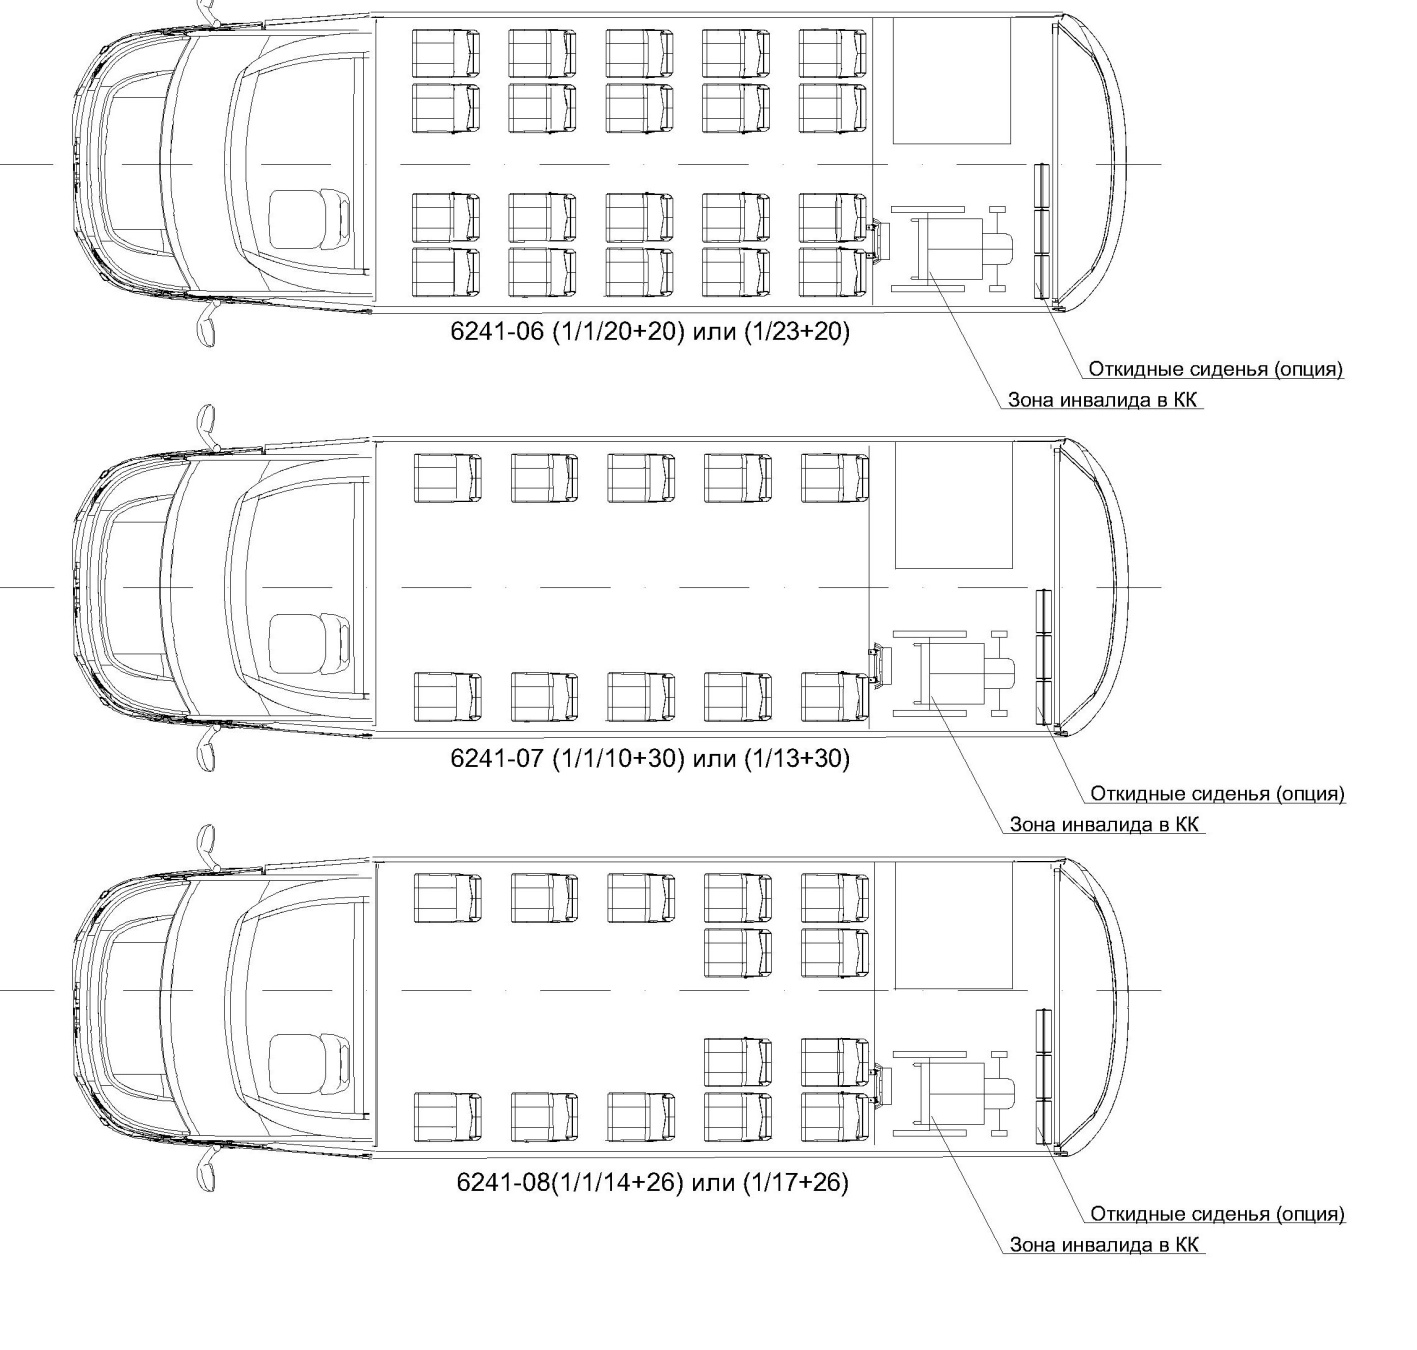 6241-06 (1/1/20+20) или (1/23+20)
Откидные сиденья (опция)
Зона инвалида в КК
6241-07 (1/1/10+30) или (1/13+30)
Откидные сиденья (опция)
Зона инвалида в КК
6241-08(1/1/14+26) или (1/17+26)
Откидные сиденья (опция)
Зона инвалида в КК